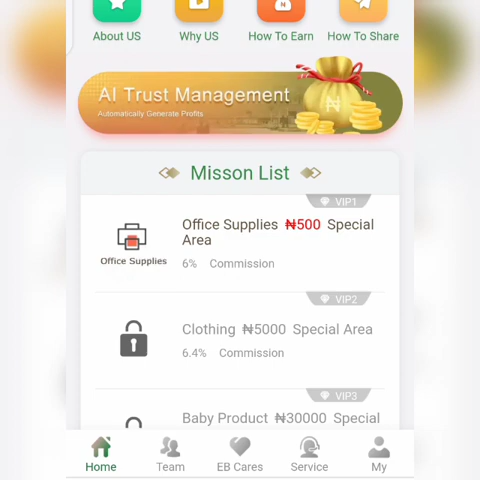 About US
Why US
How To Earn
How To Share
AI Trust Management
Automatically Generate Profits
₦
Misson List
VIP1
Office Supplies ₦500 Special
Area
Office Supplies
6% Commission
VIP2
Clothing ₦5000 Special Area
6.4% Commission
VIP3
Baby Product ₦30000 Special
Home
Team
EB Cares
Service
My